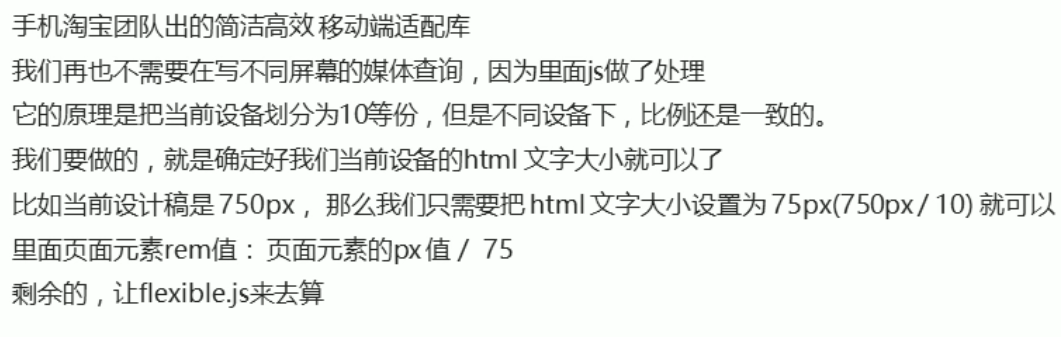 手机淘宝团队出的简洁高效 移动端适配库
我们再也不需要在写不同屏幕的媒体查询，因为里面js做了处理
它的原理是把当前设备划分为10等份，但是不同设备下，比例还是一致的。
我们要做的，就是确定好我们当前设备的html 文字大小就可以了
比如当前设计稿是 750px， 那么我们只需要把 html 文字大小设置为 75px(750px / 10) 就可以
里面页面元素rem值： 页面元素的 px 值 / 75
剩余的，让flexible.js来去算